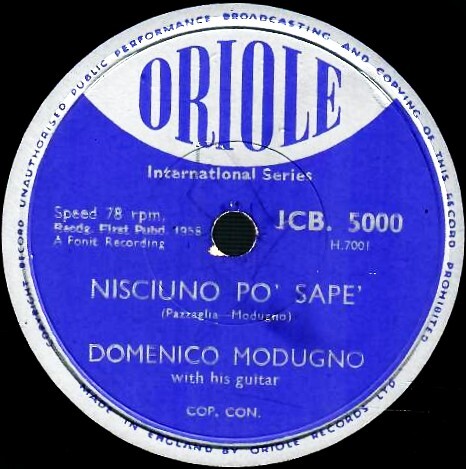 COPYRIGHT RECORD UNAUTHORISED PUBLIC PERFORMANCE BROADCASTING AND COPYING OF THIS RECORD PROHIBITED
ORIOLE
International Series
Speed 78 rpm.
Recdg. First Pubd. 1958
A Fonit Recording
JCB. 5000
H.7001
NISCIUNO PO' SAPE'
(Pazzaglia—Modugno)
DOMENICO MODUGNO
with his guitar
COP. CON.
MADE IN ENGLAND BY ORIOLE RECORDS LTD